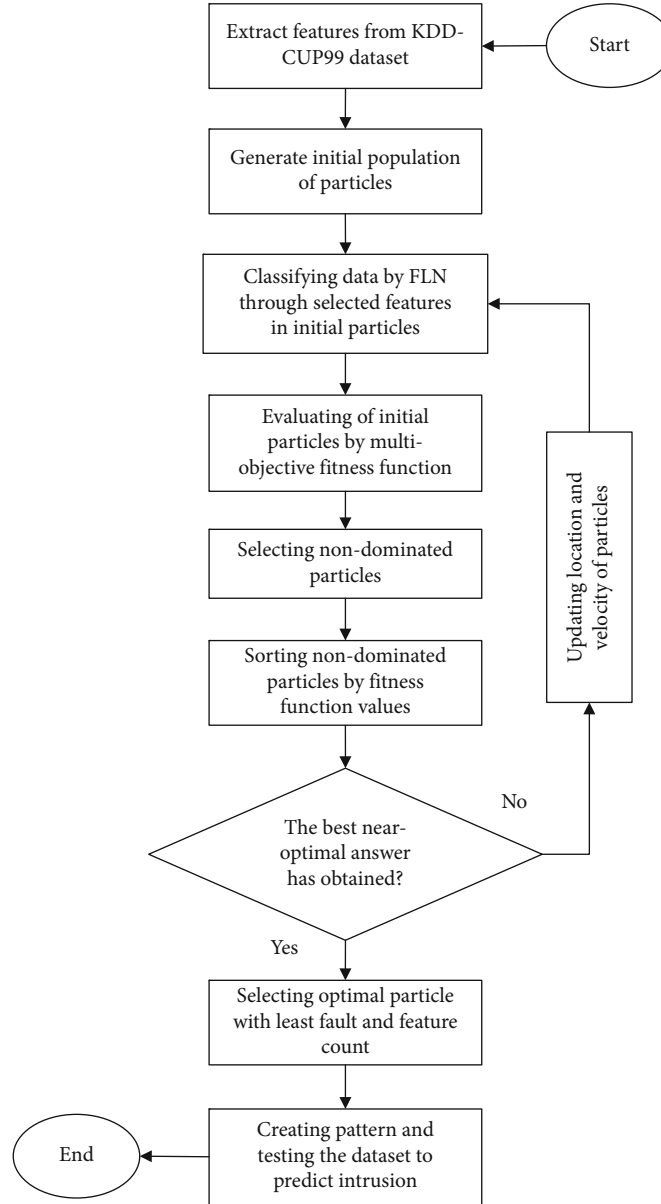 Start
Extract features from KDD-
CUP99 dataset
Generate initial population
of particles
Classifying data by FLN
through selected features
in initial particles
Evaluating of initial
particles by multi-
objective fitness function
Selecting non-dominated
particles
Sorting non-dominated
particles by fitness
function values
The best near-
optimal answer
has obtained?
No
Updating location and
velocity of particles
Yes
Selecting optimal particle
with least fault and feature
count
Creating pattern and
testing the dataset to
predict intrusion
End